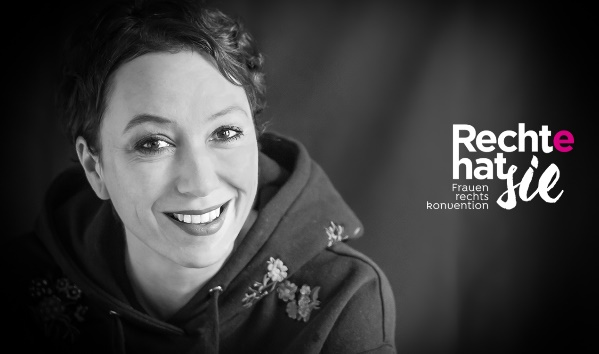 Rechte
hat sie
Frauen
rechts
konvention